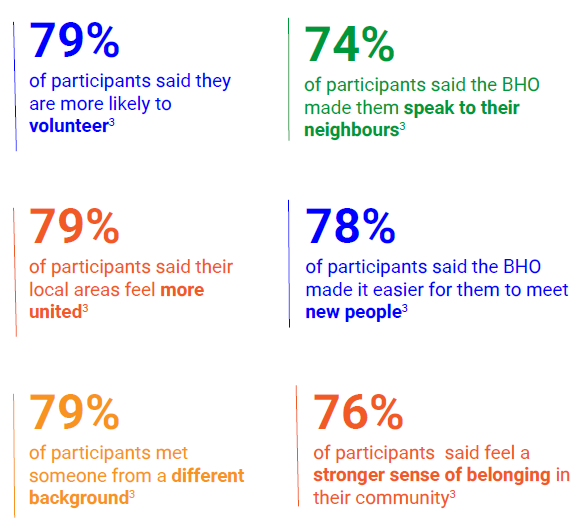 79%
of participants said they
are more likely to
volunteer³
74%
of participants said the BHO
made them speak to their
neighbours³
79%
of participants said their
local areas feel more
united³
78%
of participants said the BHO
made it easier for them to meet
new people³
79%
of participants met
someone from a different
background³
76%
of participants said feel a
stronger sense of belonging in
their community³